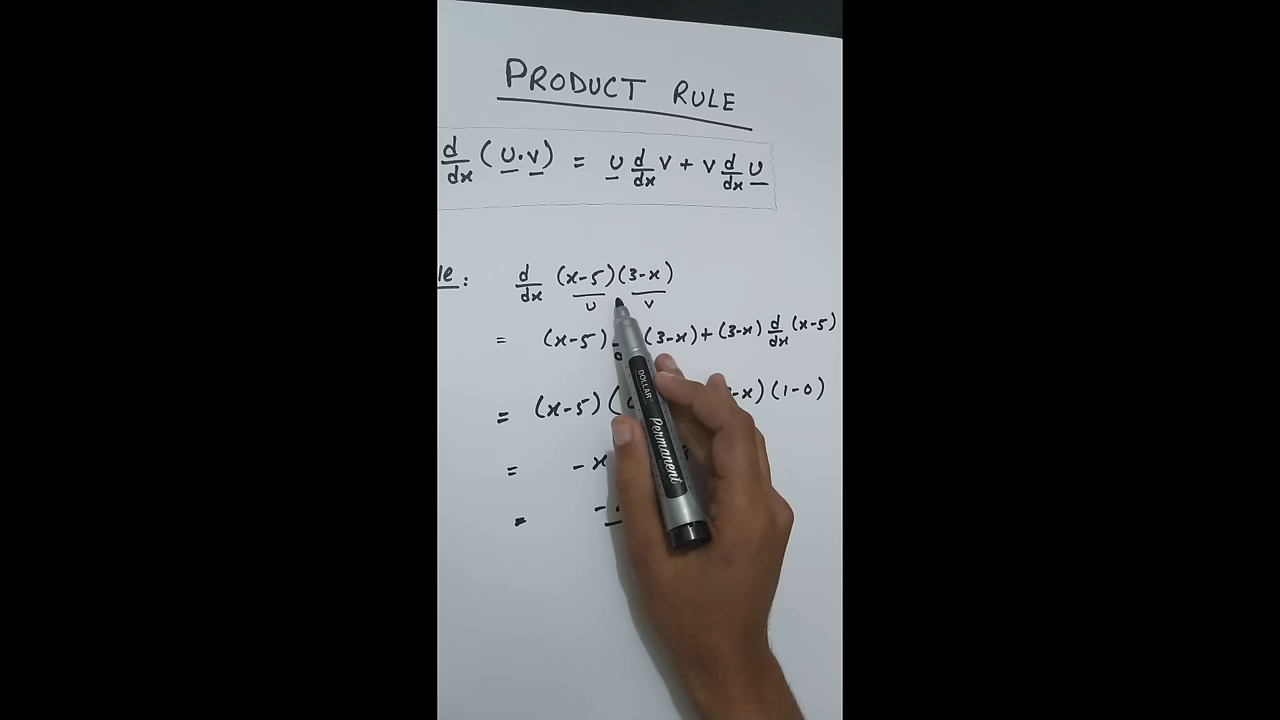 PRODUCT RULE
d/dx (U·V) = U d/dx V + V d/dx U
le: d/dx (x-5)(3-x)
U V
= (x-5) (3-x) + (3-x) d/dx (x-5)
= (x-5)( -x)(1-0)
= -x
= -
DOLLAR
Permanent